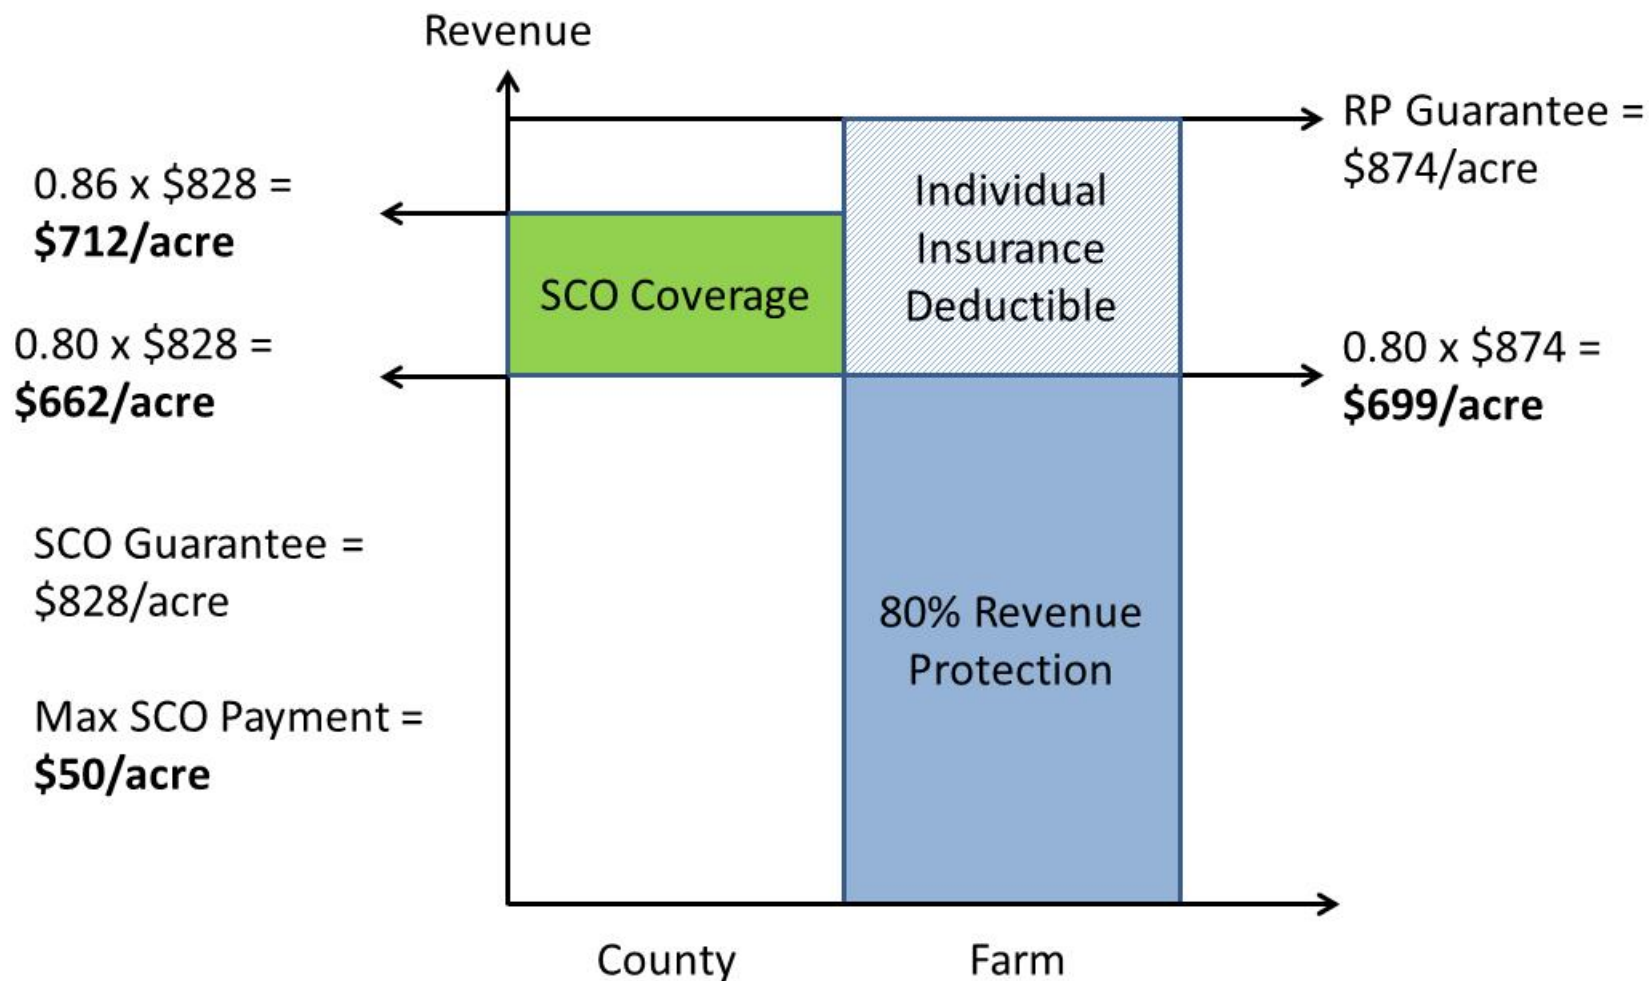 Revenue
0.86 x $828 =
$712/acre
0.80 x $828 =
$662/acre
SCO Guarantee =
$828/acre
Max SCO Payment =
$50/acre
SCO Coverage
Individual
Insurance
Deductible
80% Revenue
Protection
RP Guarantee =
$874/acre
0.80 x $874 =
$699/acre
County
Farm